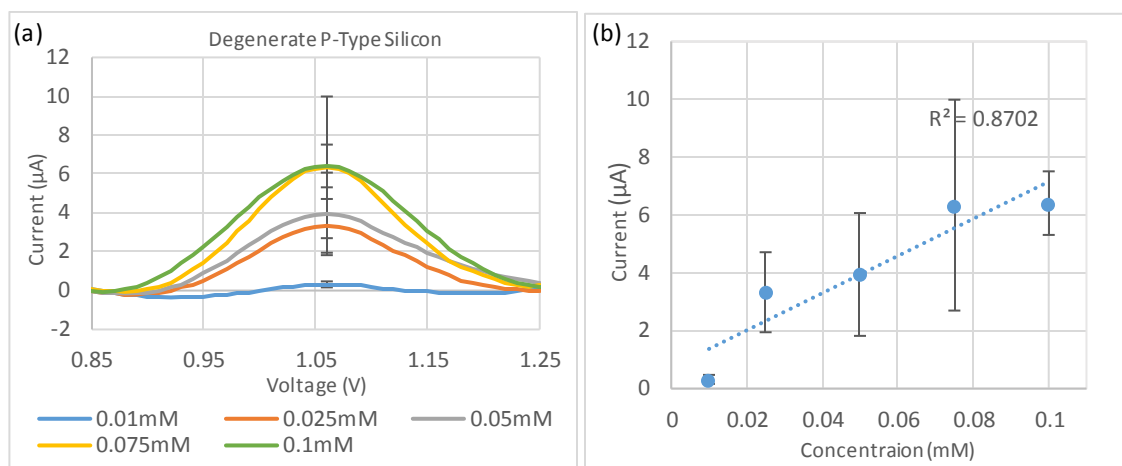 (a)
Degenerate P-Type Silicon
12
10
8
6
4
2
0
-2
Current (µA)
0.85 0.95 1.05 1.15 1.25
Voltage (V)
0.01mM 0.025mM 0.05mM
0.075mM 0.1mM
(b)
12
10
8
6
4
2
0
Current (µA)
R² = 0.8702
0 0.02 0.04 0.06 0.08 0.1
Concentraion (mM)